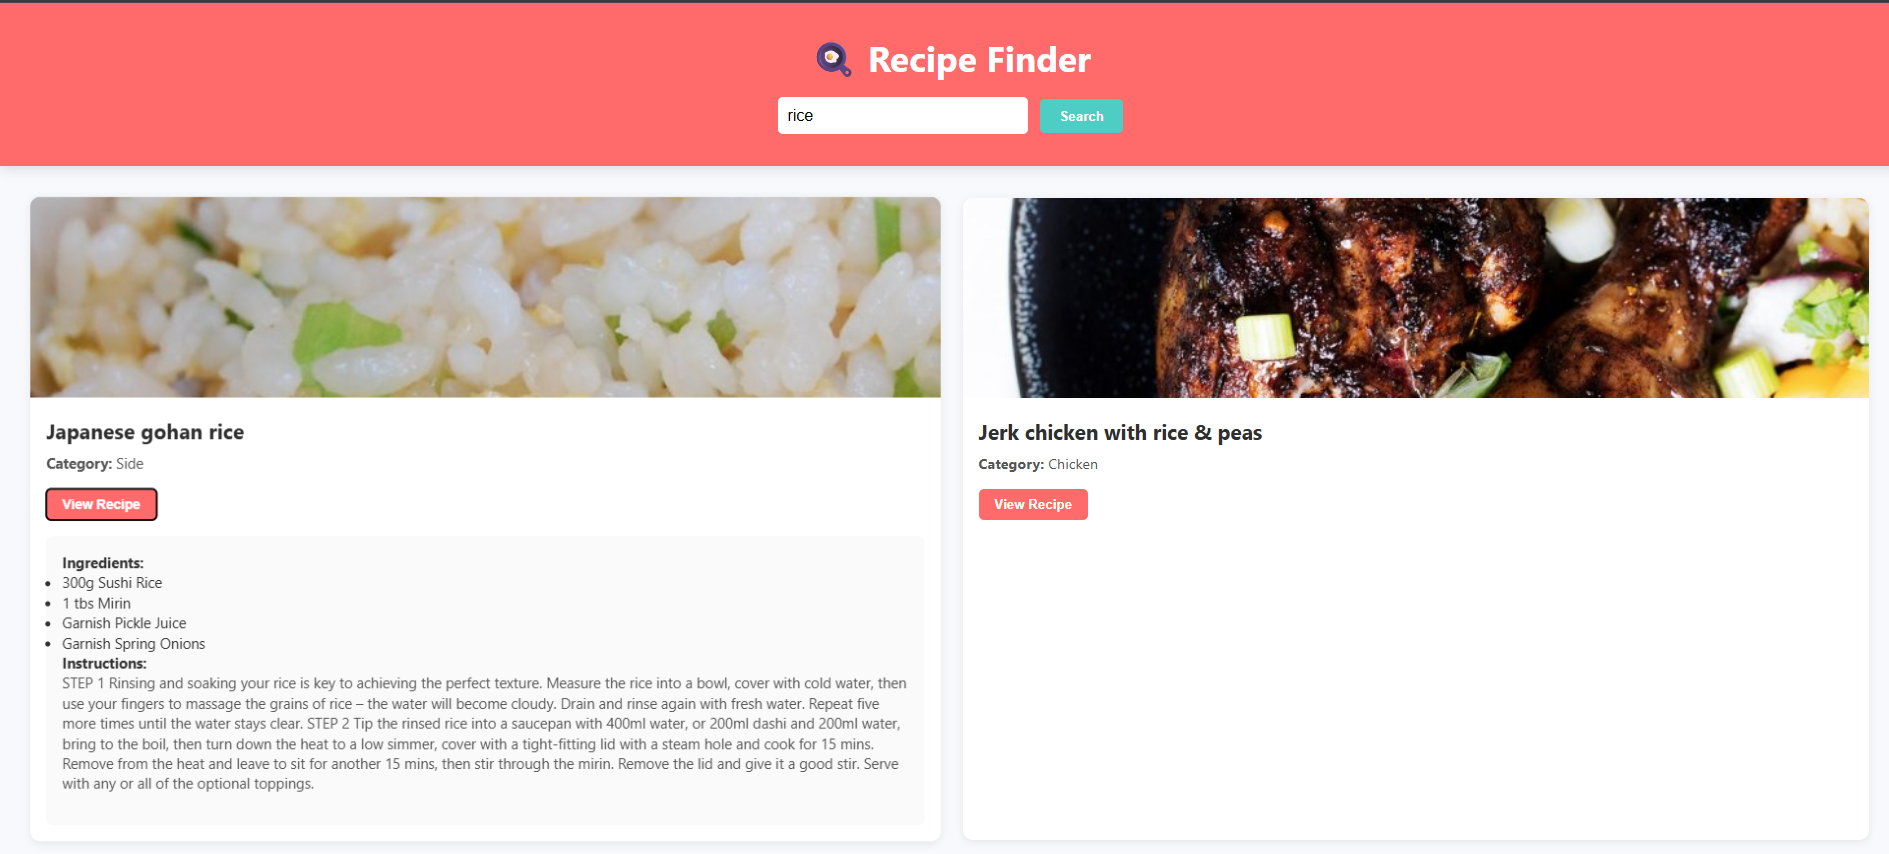 Recipe Finder
rice
Search
Japanese gohan rice
Category: Side
View Recipe
Ingredients:
• 300g Sushi Rice
• 1 tbs Mirin
• Garnish Pickle Juice
• Garnish Spring Onions
Instructions:
STEP 1 Rinsing and soaking your rice is key to achieving the perfect texture. Measure the rice into a bowl, cover with cold water, then
use your fingers to massage the grains of rice – the water will become cloudy. Drain and rinse again with fresh water. Repeat five
more times until the water stays clear. STEP 2 Tip the rinsed rice into a saucepan with 400ml water, or 200ml dashi and 200ml water,
bring to the boil, then turn down the heat to a low simmer, cover with a tight-fitting lid with a steam hole and cook for 15 mins.
Remove from the heat and leave to sit for another 15 mins, then stir through the mirin. Remove the lid and give it a good stir. Serve
with any or all of the optional toppings.
Jerk chicken with rice & peas
Category: Chicken
View Recipe